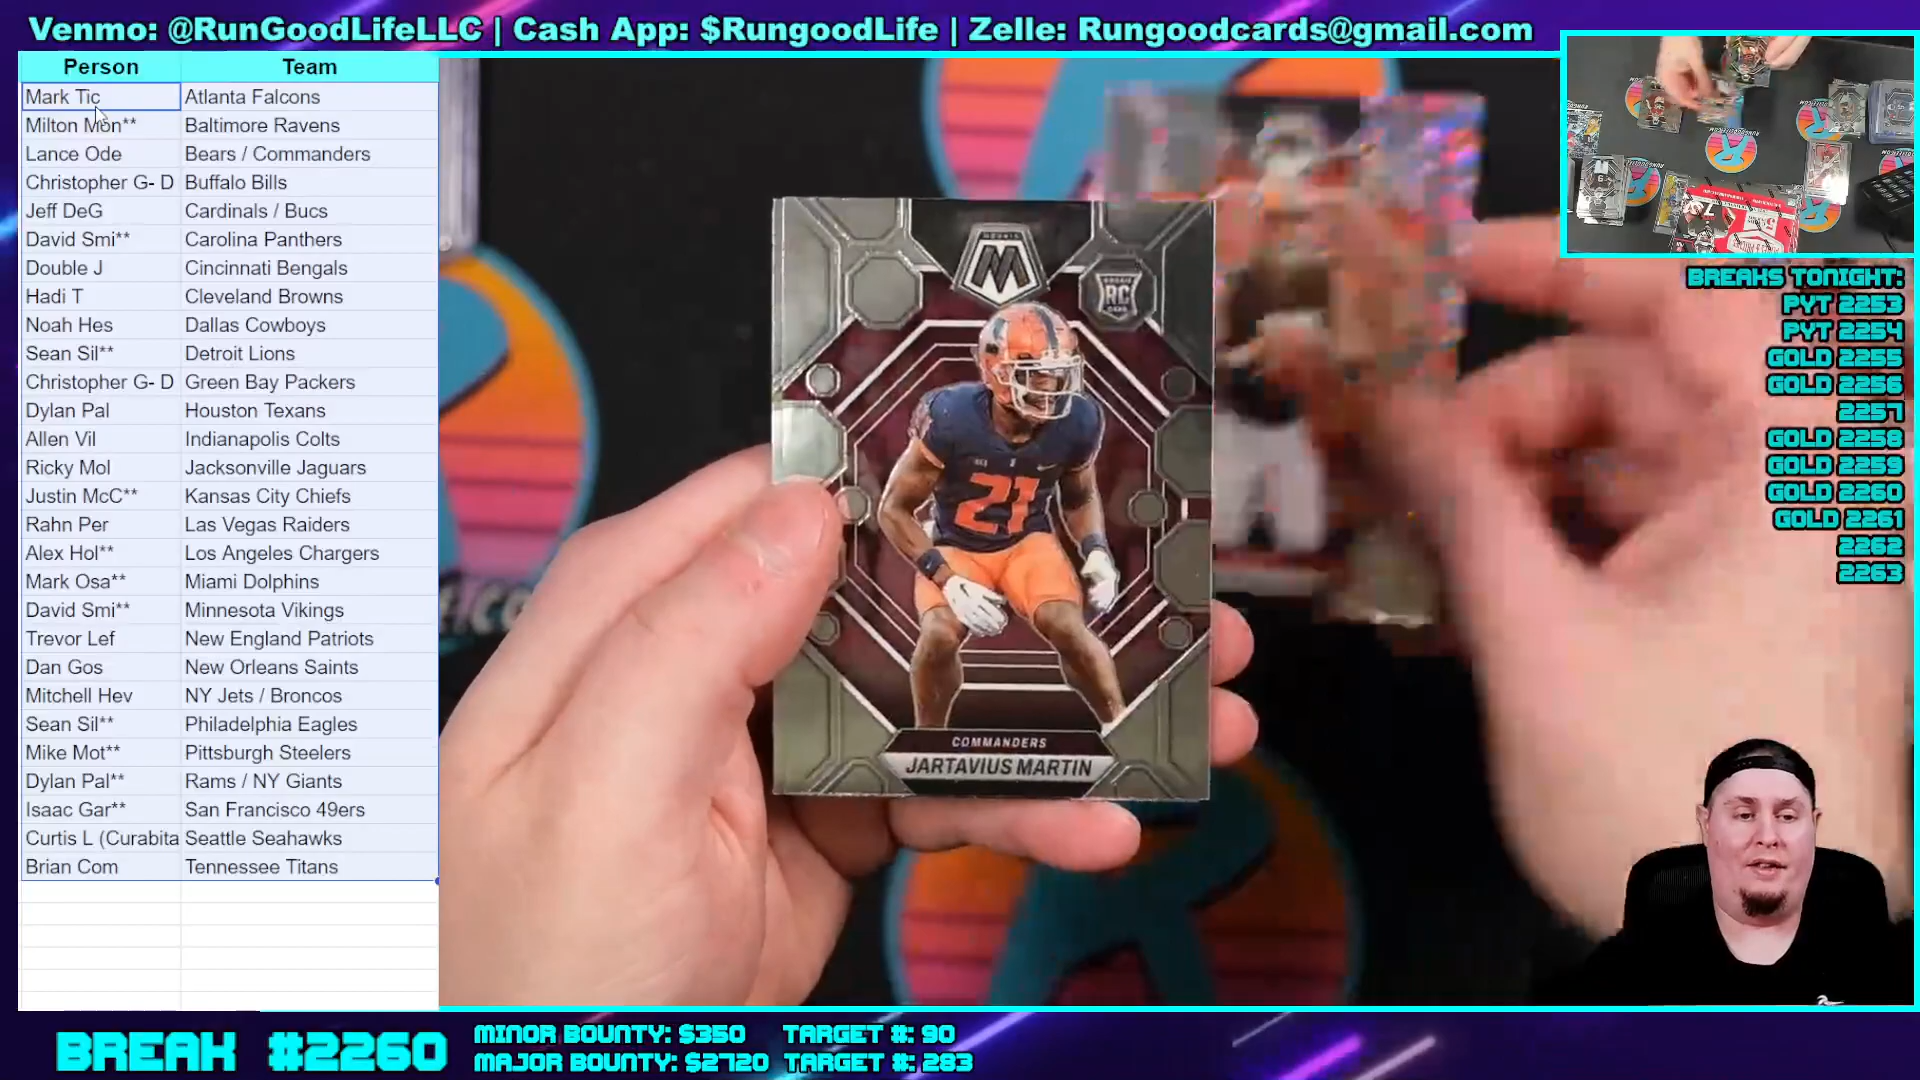 Venmo: @RunGoodLifeLLC | Cash App: $RungoodLife | Zelle: Rungoodcards@gmail.com
Person Team
Mark Tic Atlanta Falcons
Milton Mon** Baltimore Ravens
Lance Ode Bears / Commanders
Christopher G- D Buffalo Bills
Jeff DeG Cardinals / Bucs
David Smi** Carolina Panthers
Double J Cincinnati Bengals
Hadi T Cleveland Browns
Noah Hes Dallas Cowboys
Sean Sil** Detroit Lions
Christopher G- D Green Bay Packers
Dylan Pal Houston Texans
Allen Vil Indianapolis Colts
Ricky Mol Jacksonville Jaguars
Justin McC** Kansas City Chiefs
Rahn Per Las Vegas Raiders
Alex Hol** Los Angeles Chargers
Mark Osa** Miami Dolphins
David Smi** Minnesota Vikings
Trevor Lef New England Patriots
Dan Gos New Orleans Saints
Mitchell Hev NY Jets / Broncos
Sean Sil** Philadelphia Eagles
Mike Mot** Pittsburgh Steelers
Dylan Pal** Rams / NY Giants
Isaac Gar** San Francisco 49ers
Curtis L (Curabita Seattle Seahawks
Brian Com Tennessee Titans
MOSAIC
M
RC
21
COMMANDERS
JARTAVIUS MARTIN
BREAKS TONIGHT:
PYT 2253
PYT 2254
GOLD 2255
GOLD 2256
2257
GOLD 2258
GOLD 2259
GOLD 2260
GOLD 2261
2262
2263
BREAK #2260
MINOR BOUNTY: $350 TARGET #: 90
MAJOR BOUNTY: $2720 TARGET #: 283